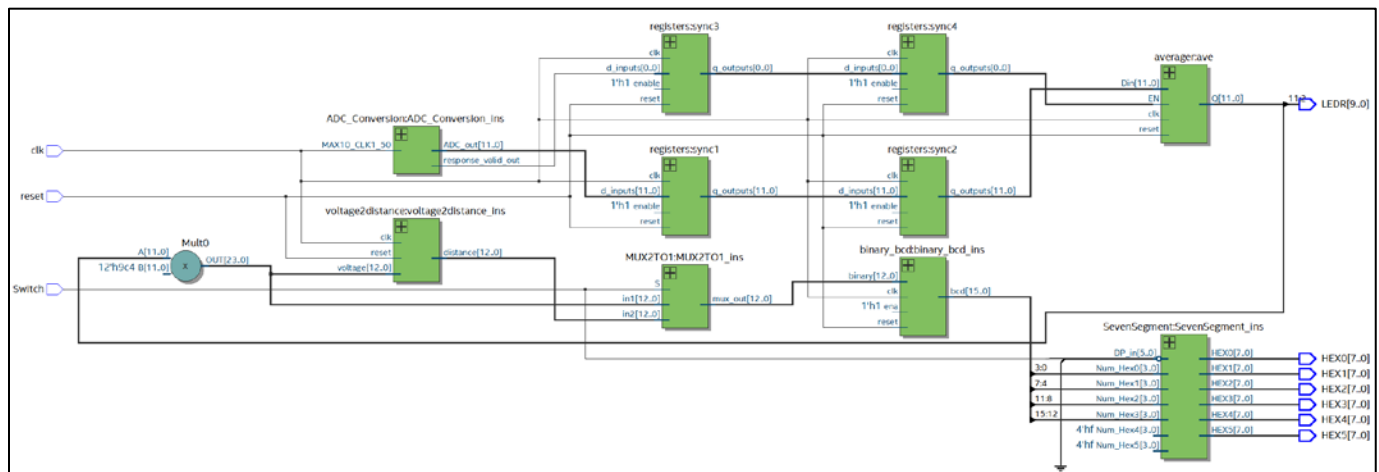 registers:sync3
clk
d_inputs[0..0]
q_outputs[0..0]
1'h1 enable
reset
registers:sync4
clk
d_inputs[0..0]
q_outputs[0..0]
1'h1 enable
reset
averager:ave
Din[11..0]
EN
clk
reset
Q[11..0]
11:2
LEDR[9..0]
ADC_Conversion:ADC_Conversion_ins
MAX10_CLK1_50
ADC_out[11..0]
response_valid_out
clk
reset
Switch
registers:sync1
clk
d_inputs[11..0]
q_outputs[11..0]
1'h1 enable
reset
registers:sync2
clk
d_inputs[11..0]
q_outputs[11..0]
1'h1 enable
reset
voltage2distance:voltage2distance_ins
clk
reset
voltage[12..0]
distance[12..0]
Mult0
A[11..0]
12'h9c4 B[11..0]
x
OUT[23..0]
MUX2TO1:MUX2TO1_ins
S
in1[12..0]
in2[12..0]
mux_out[12..0]
binary_bcd:binary_bcd_ins
binary[12..0]
clk
1'h1 ena
reset
bcd[15..0]
SevenSegment:SevenSegment_ins
DP_in[5..0]
3:0 Num_Hex0[3..0]
7:4 Num_Hex1[3..0]
11:8 Num_Hex2[3..0]
15:12 Num_Hex3[3..0]
4'hf Num_Hex4[3..0]
4'hf Num_Hex5[3..0]
HEX0[7..0]
HEX1[7..0]
HEX2[7..0]
HEX3[7..0]
HEX4[7..0]
HEX5[7..0]
HEX0[7..0]
HEX1[7..0]
HEX2[7..0]
HEX3[7..0]
HEX4[7..0]
HEX5[7..0]